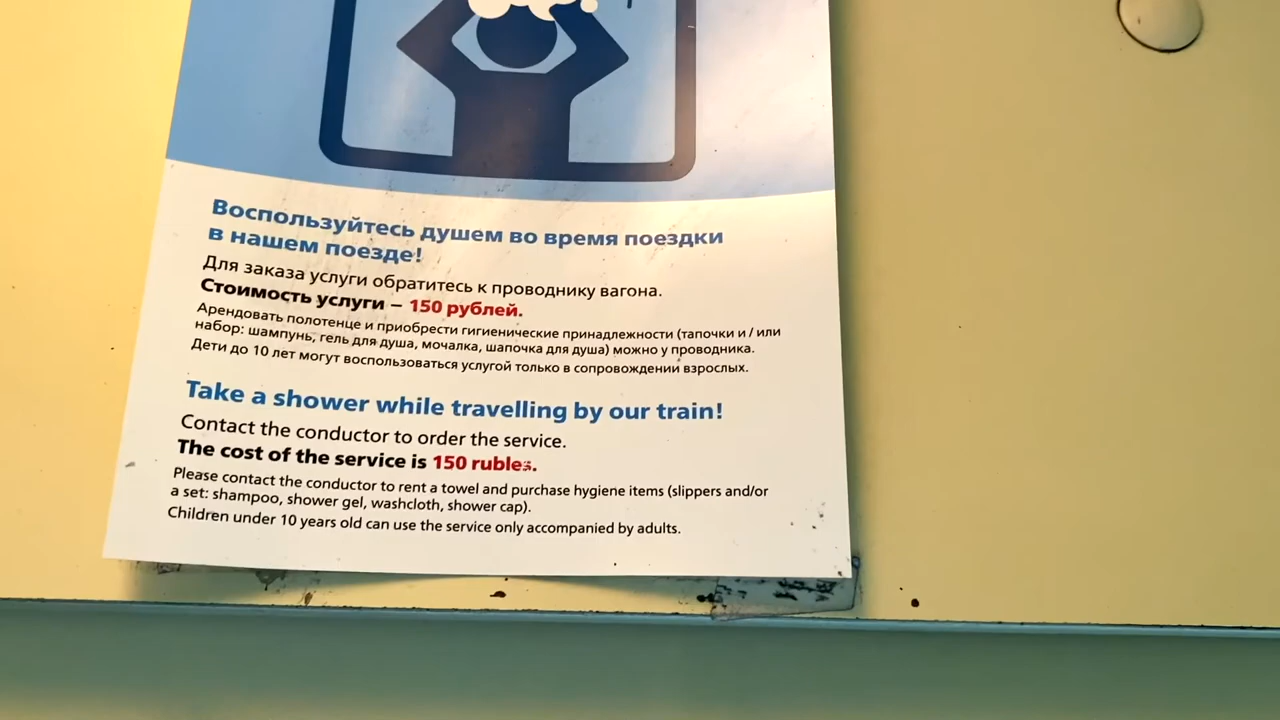 Воспользуйтесь душем во время поездки
в нашем поезде!
Для заказа услуги обратитесь к проводнику вагона.
Стоимость услуги – 150 рублей.
Арендовать полотенце и приобрести гигиенические принадлежности (тапочки и / или
набор: шампунь, гель для душа, мочалка, шапочка для душа) можно у проводника.
Дети до 10 лет могут воспользоваться услугой только в сопровождении взрослых.
Take a shower while travelling by our train!
Contact the conductor to order the service.
The cost of the service is 150 rubles.
Please contact the conductor to rent a towel and purchase hygiene items (slippers and/or
a set: shampoo, shower gel, washcloth, shower cap).
Children under 10 years old can use the service only accompanied by adults.